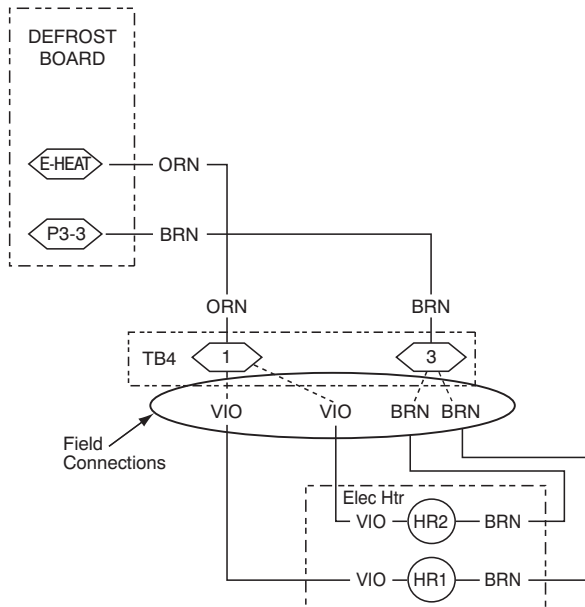 DEFROST
BOARD
E-HEAT
ORN
P3-3
BRN
ORN
BRN
TB4
1
3
VIO
VIO
BRN
BRN
Field
Connections
Elec Htr
VIO
HR2
BRN
VIO
HR1
BRN